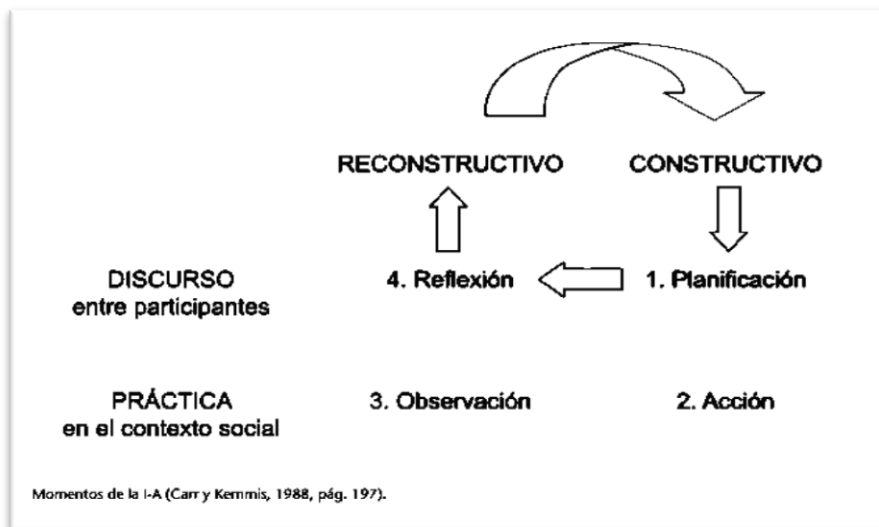 RECONSTRUCTIVO CONSTRUCTIVO
DISCURSO
entre participantes
4. Reflexión
1. Planificación
PRÁCTICA
en el contexto social
3. Observación
2. Acción
Momentos de la I-A (Carr y Kemmis, 1988, pág. 197).